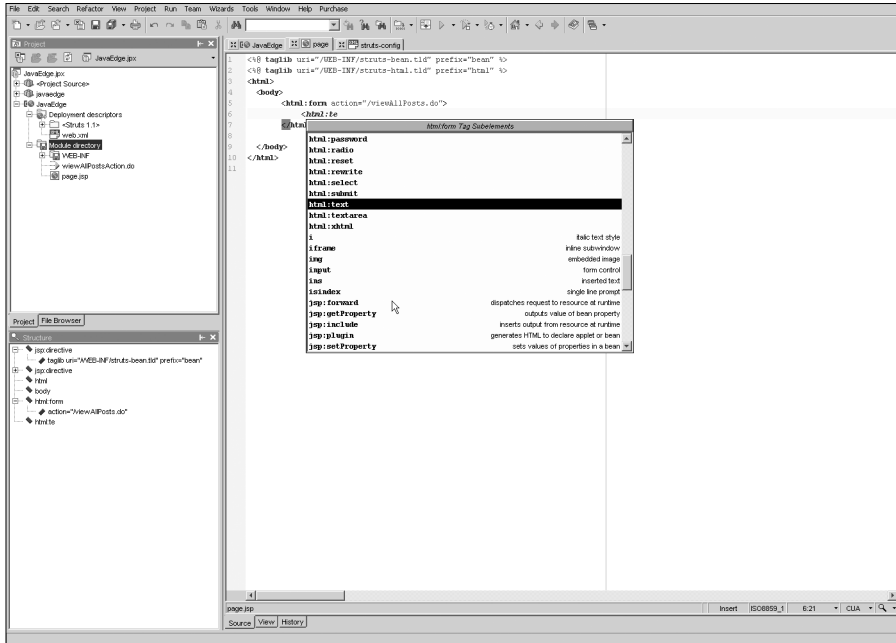 File Edit Search Refactor View Project Run Team Wizards Tools Window Help Purchase
Project
JavaEdge.jpx
JavaEdge.jpx
<Project Source>
javaedge
JavaEdge
Deployment descriptors
<Struts 1.1>
web.xml
Module directory
WEB-INF
wiewAllPostsAction.do
page.jsp
Project File Browser
Structure
jsp:directive
taglib uri="/WEB-INF/struts-bean.tld" prefix="bean"
jsp:directive
html
body
html:form
action="/viewAllPosts.do"
html:te
JavaEdge page struts-config
1 <%@ taglib uri="/WEB-INF/struts-bean.tld" prefix="bean" %>
2 <%@ taglib uri="/WEB-INF/struts-html.tld" prefix="html" %>
3 <html>
4 <body>
5 <html:form action="/viewAllPosts.do">
6 <html:te
7 </html
8
9 </body>
10 </html>
11
html:form Tag Subelements
html:password
html:radio
html:reset
html:rewrite
html:select
html:submit
html:text
html:textarea
html:xhtml
i italic text style
iframe inline subwindow
img embedded image
input form control
ins inserted text
isindex single line prompt
jsp:forward dispatches request to resource at runtime
jsp:getProperty outputs value of bean property
jsp:include inserts output from resource at runtime
jsp:plugin generates HTML to declare applet or bean
jsp:setProperty sets values of properties in a bean
page.jsp Insert ISO8859_1 6:21 CUA
Source View History